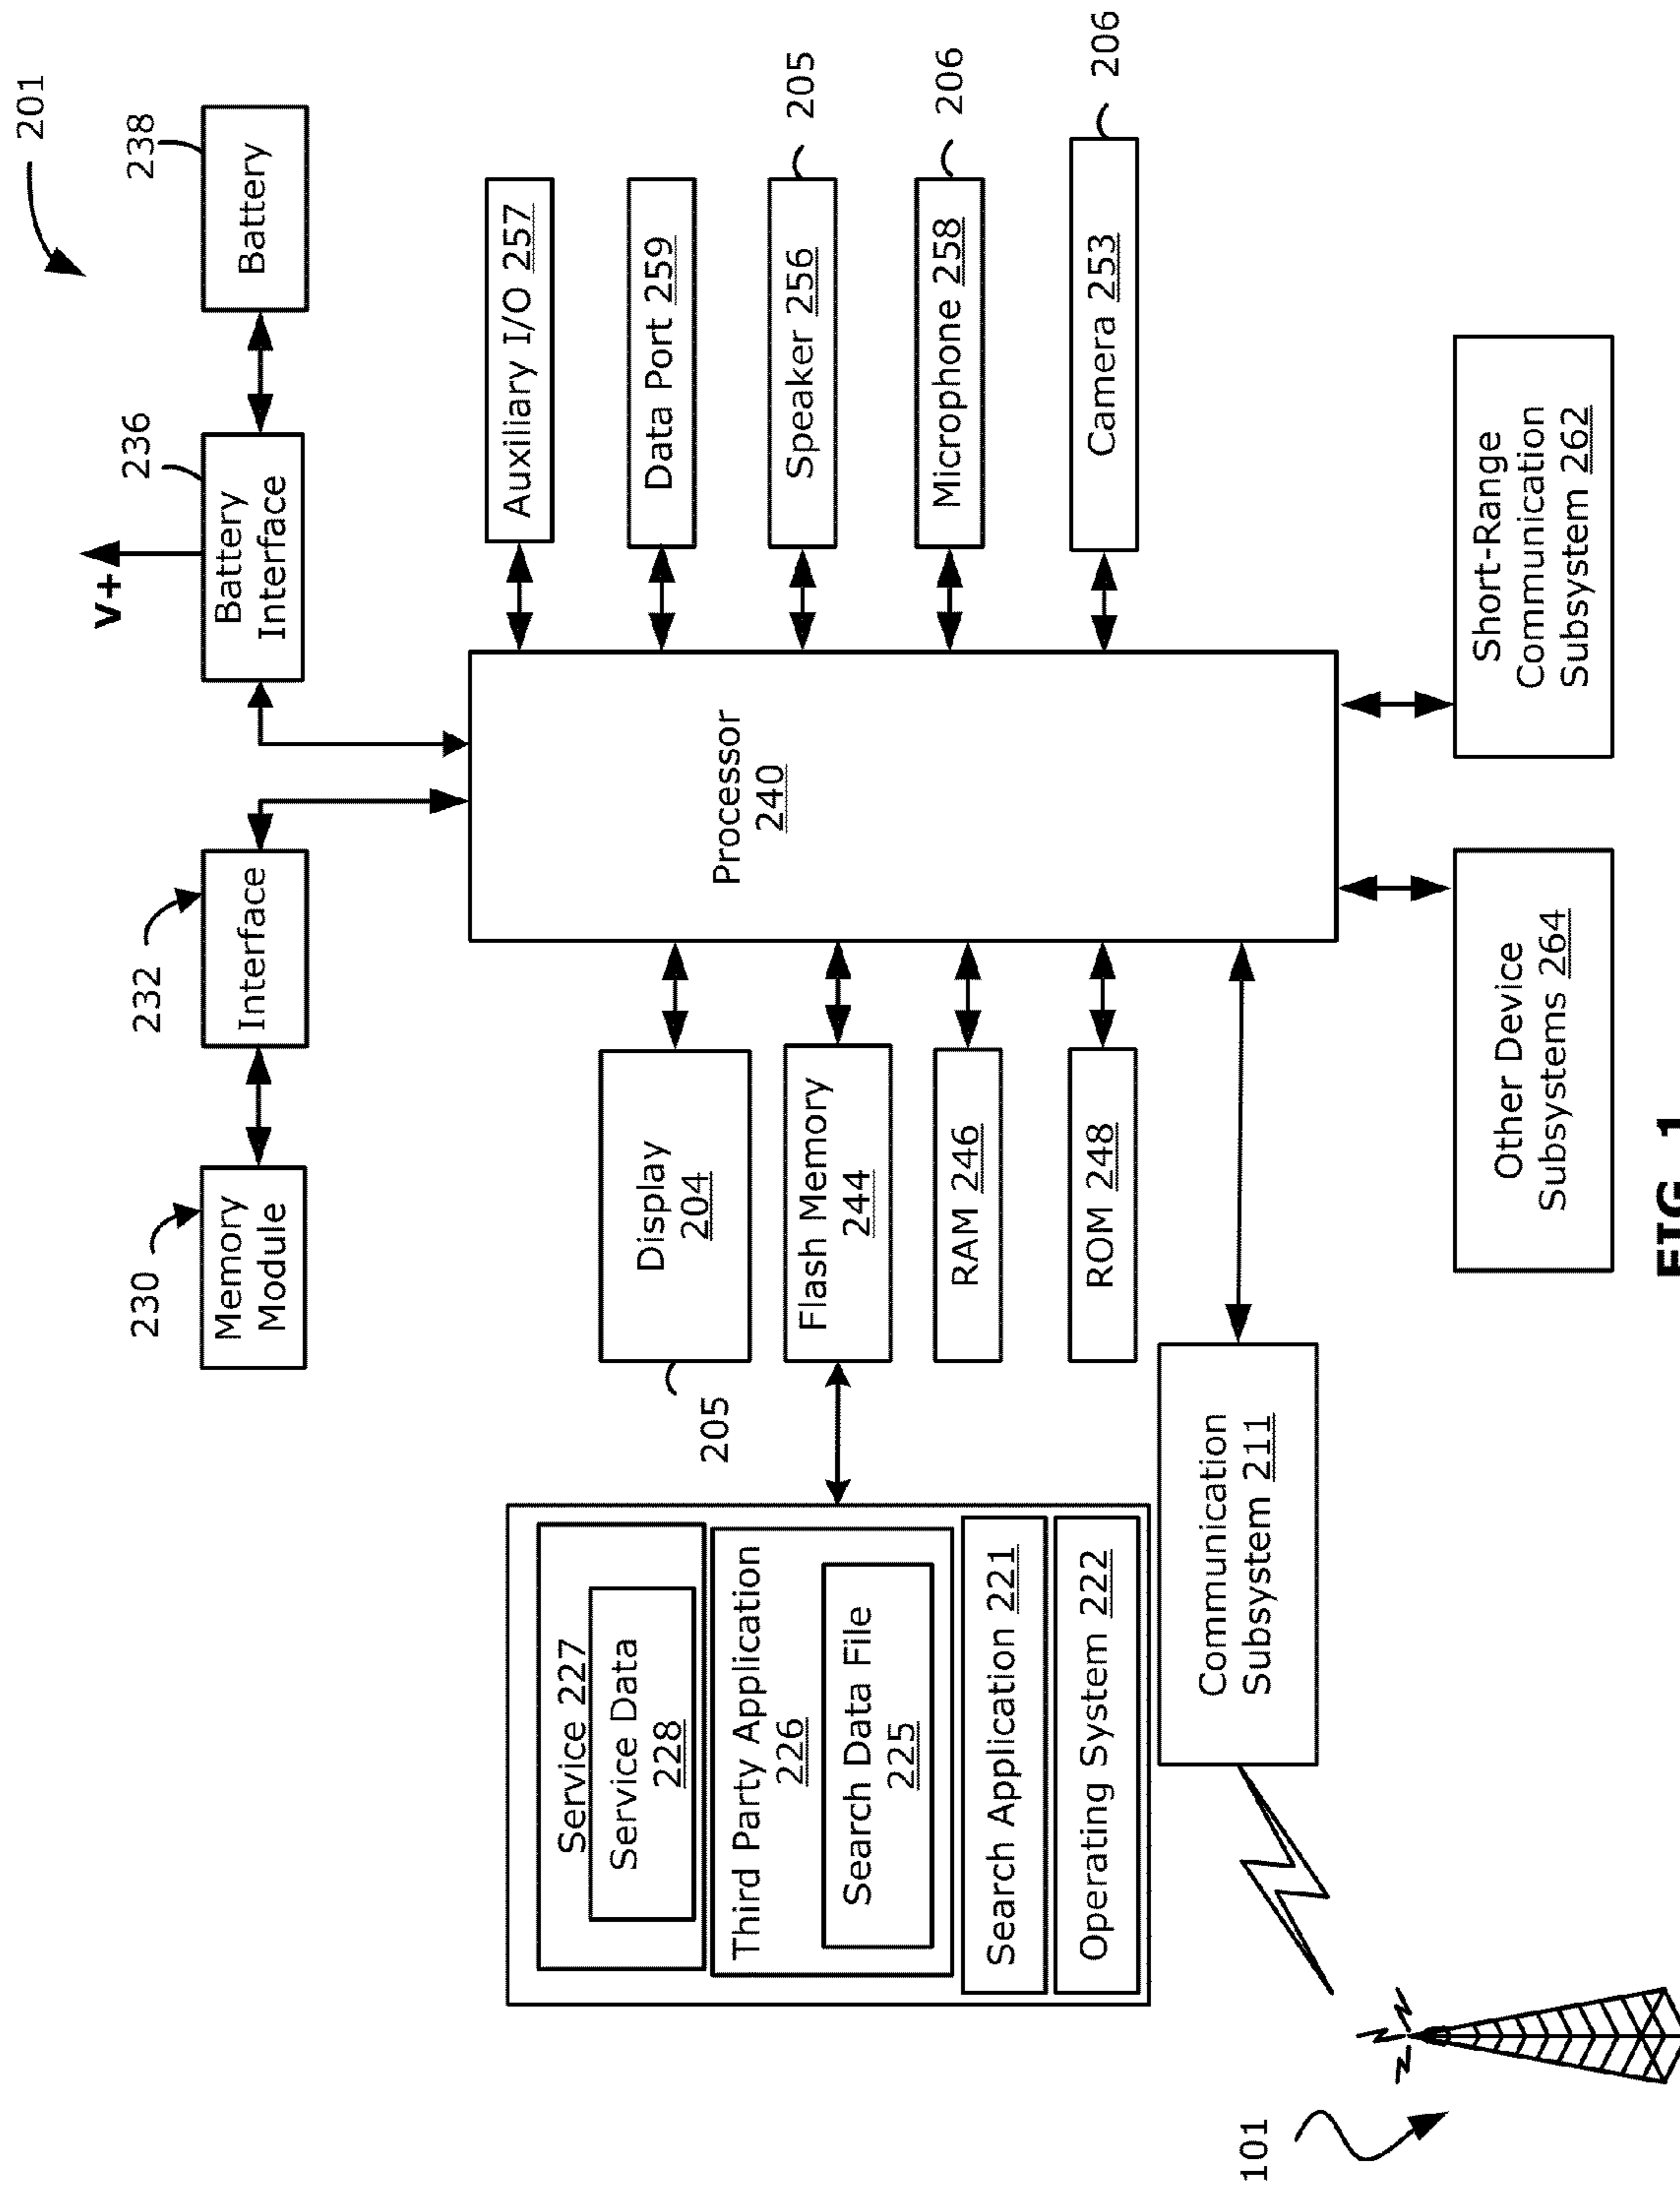 201
230
232
236
238
V+
Memory
Module
Interface
Battery
Interface
Battery
Service 227
Service Data
228
Third Party Application
226
Search Data File
225
Search Application 221
Operating System 222
205
Display
204
Flash Memory
244
RAM 246
ROM 248
Communication
Subsystem 211
Processor
240
Auxiliary I/O 257
Data Port 259
Speaker 256
205
Microphone 258
206
Camera 253
206
101
Other Device
Subsystems 264
Short-Range
Communication
Subsystem 262
FIG. 1